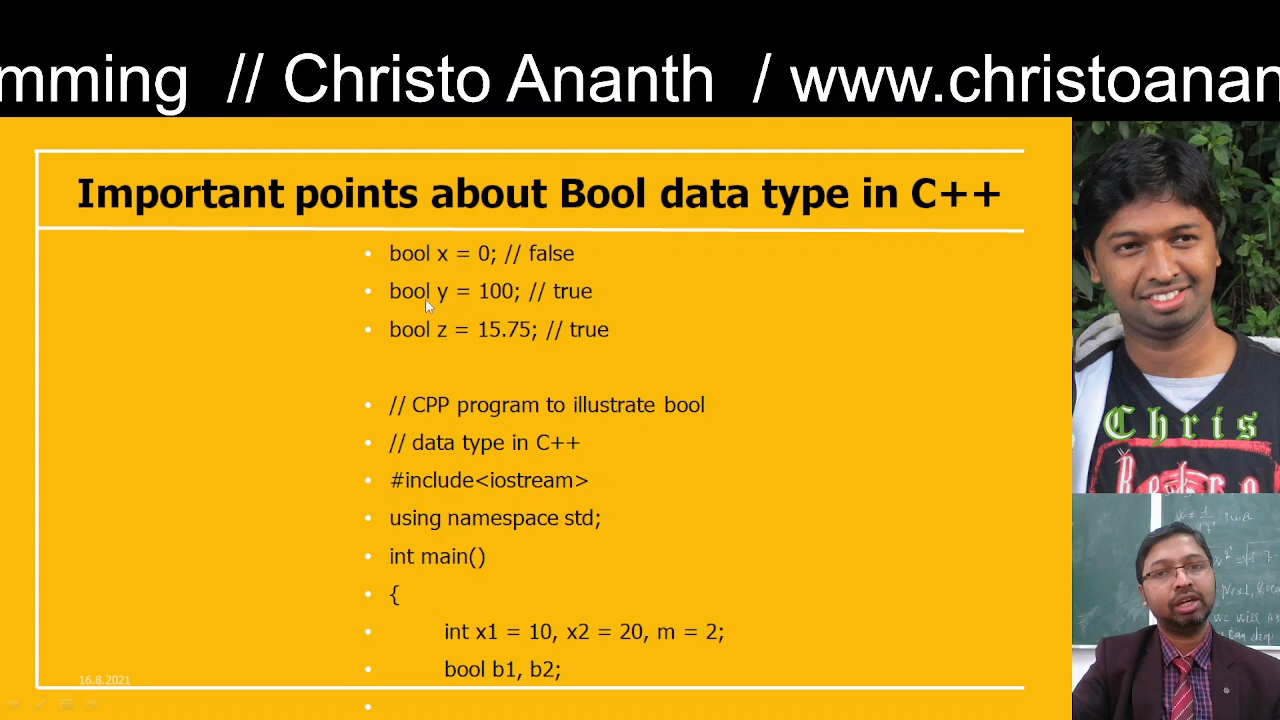 mming // Christo Ananth / www.christoanan
Important points about Bool data type in C++
• bool x = 0; // false
• bool y = 100; // true
• bool z = 15.75; // true
• // CPP program to illustrate bool
• // data type in C++
• #include<iostream>
• using namespace std;
• int main()
• {
• int x1 = 10, x2 = 20, m = 2;
• bool b1, b2;
•
16.8.2021
Chris